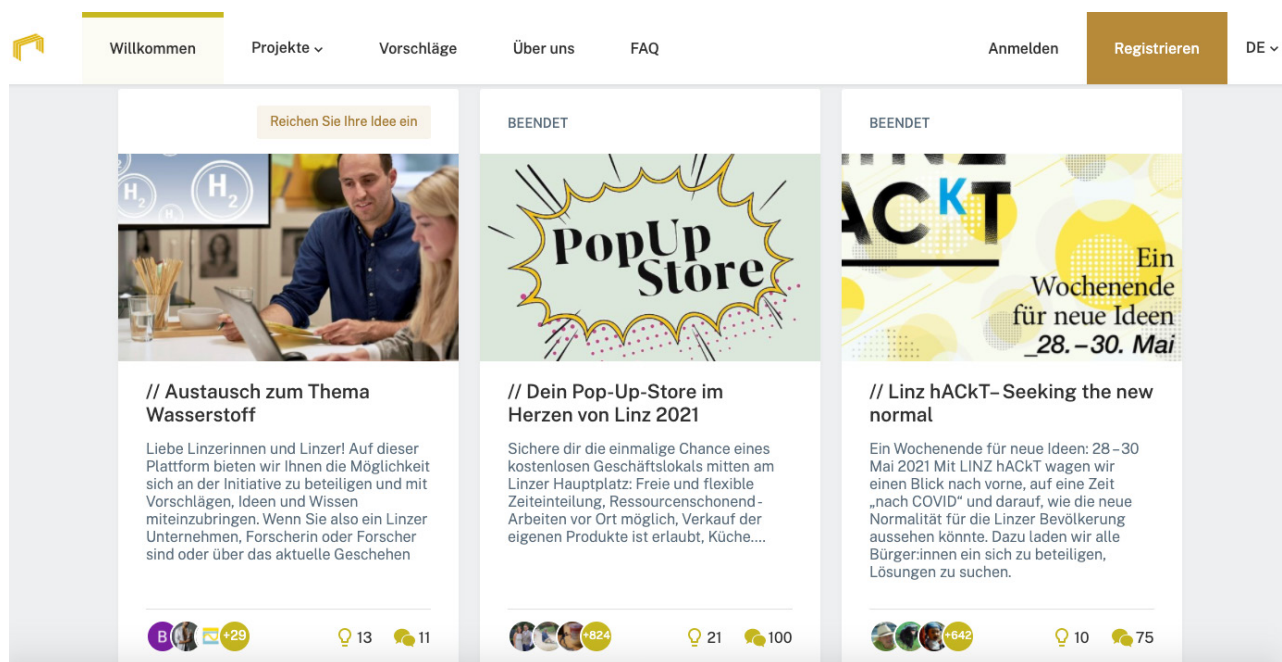 Willkommen Projekte Vorschläge Über uns FAQ Anmelden Registrieren DE
Reichen Sie Ihre Idee ein
H2
H2
H2
// Austausch zum Thema
Wasserstoff
Liebe Linzerinnen und Linzer! Auf dieser
Plattform bieten wir Ihnen die Möglichkeit
sich an der Initiative zu beteiligen und mit
Vorschlägen, Ideen und Wissen
miteinzubringen. Wenn Sie also ein Linzer
Unternehmen, Forscherin oder Forscher
sind oder über das aktuelle Geschehen
B +29 13 11
BEENDET
PopUp
Store
// Dein Pop-Up-Store im
Herzen von Linz 2021
Sichere dir die einmalige Chance eines
kostenlosen Geschäftslokals mitten am
Linzer Hauptplatz: Freie und flexible
Zeiteinteilung, Ressourcenschonend-
Arbeiten vor Ort möglich, Verkauf der
eigenen Produkte ist erlaubt, Küche....
+824 21 100
BEENDET
ACKT
Ein
Wochenende
für neue Ideen
_28.–30. Mai
// Linz hACkT– Seeking the new
normal
Ein Wochenende für neue Ideen: 28–30
Mai 2021 Mit LINZ hACkT wagen wir
einen Blick nach vorne, auf eine Zeit
„nach COVID“ und darauf, wie die neue
Normalität für die Linzer Bevölkerung
aussehen könnte. Dazu laden wir alle
Bürger:innen ein sich zu beteiligen,
Lösungen zu suchen.
+642 10 75